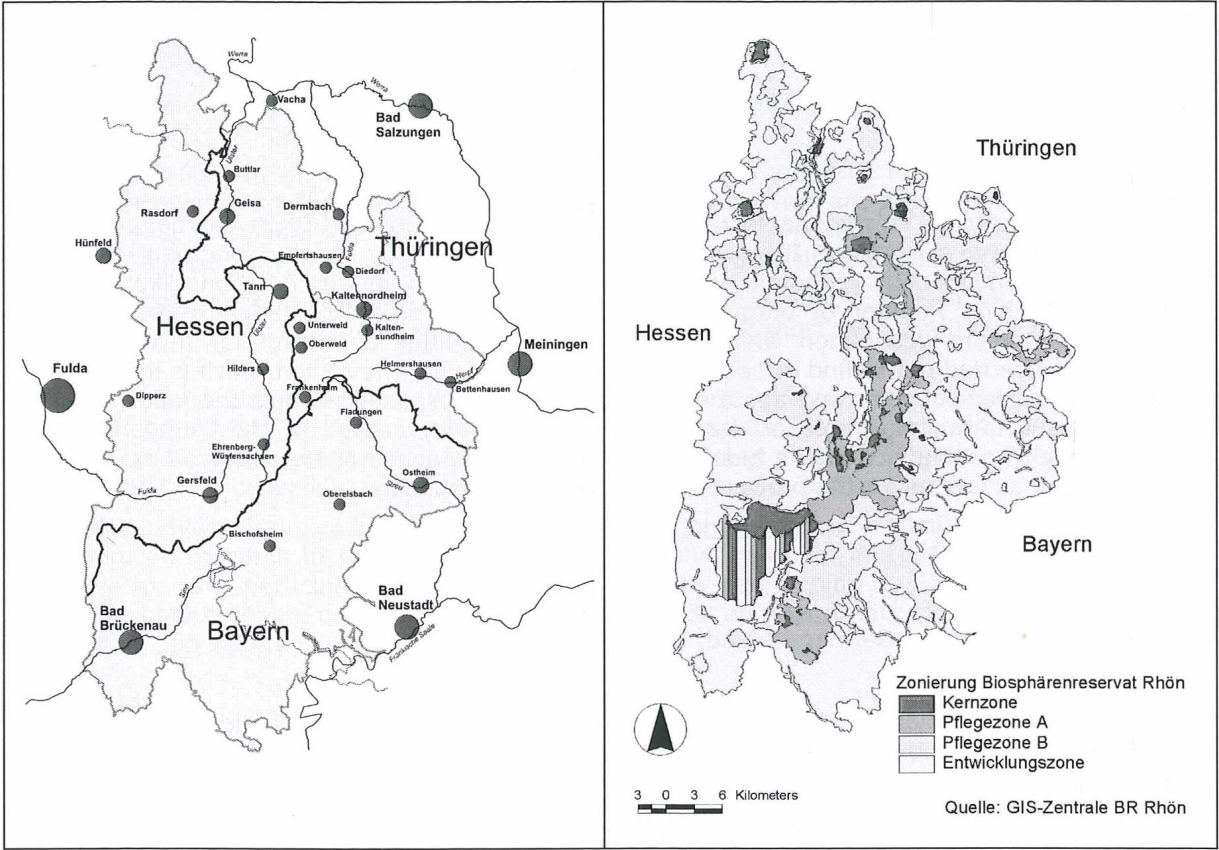 Werra
Werra
Vacha
Bad
Salzungen
Ulster
Buttlar
Rasdorf
Geisa
Dermbach
Hünfeld
Thüringen
Felda
Empfertshausen
Diedorf
Tann
Kaltennordheim
Hessen
Ulster
Unterweid
Kalten-
sundheim
Oberweid
Meiningen
Fulda
Hilders
Helmershausen
Herpf
Bettenhausen
Frankenheim
Dipperz
Fladungen
Ehrenberg-
Wüstensachsen
Ostheim
Gersfeld
Streu
Fulda
Oberelsbach
Bischofsheim
Sinn
Bad
Neustadt
Bad
Brückenau
Bayern
Fränkische Saale
Thüringen
Hessen
Bayern
Zonierung Biosphärenreservat Rhön
Kernzone
Pflegezone A
Pflegezone B
Entwicklungszone
3 0 3 6 Kilometers
Quelle: GIS-Zentrale BR Rhön